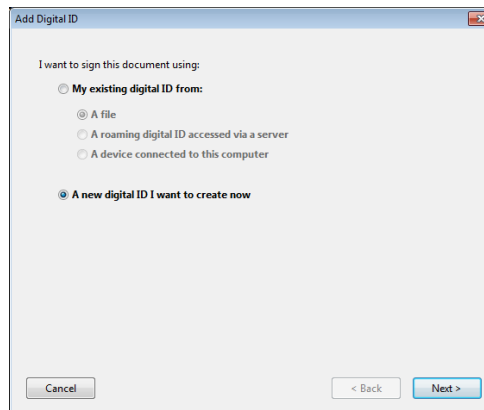 Add Digital ID
I want to sign this document using:
My existing digital ID from:
A file
A roaming digital ID accessed via a server
A device connected to this computer
A new digital ID I want to create now
Cancel
< Back
Next >